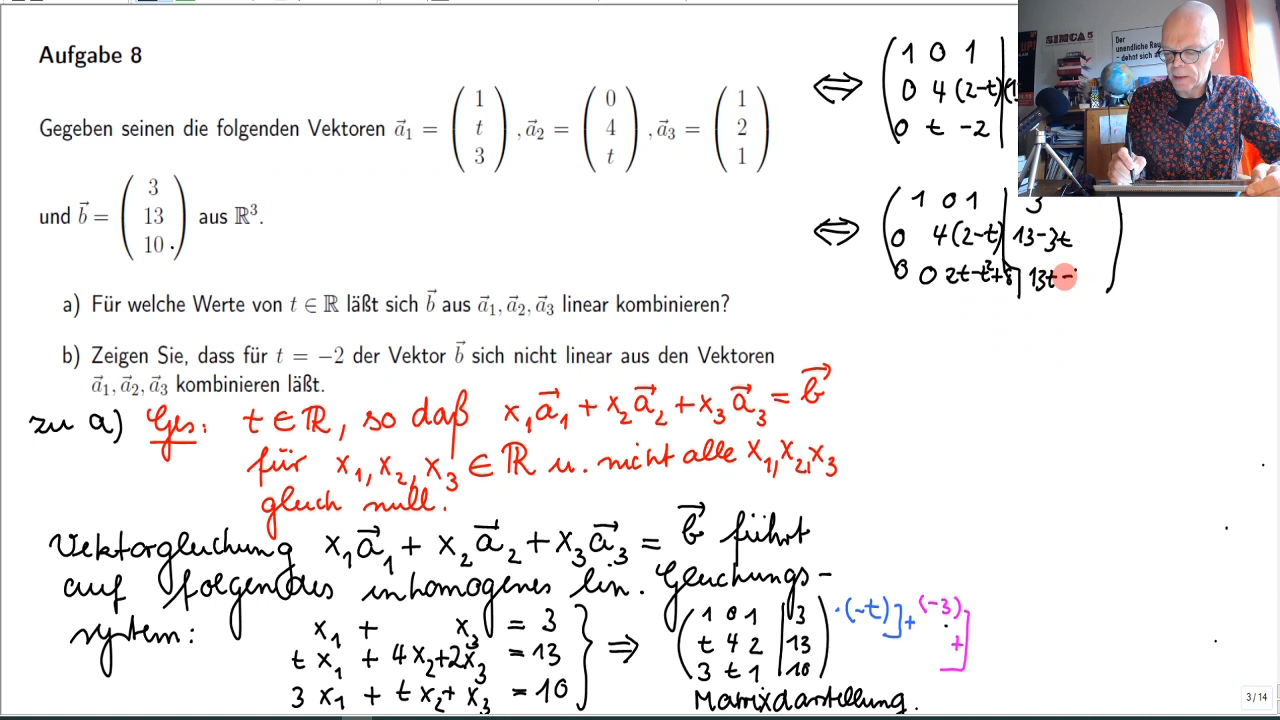 Aufgabe 8
Gegeben seinen die folgenden Vektoren a⃗₁ = ( 1 t 3 ) , a⃗₂ = ( 0 4 t ) , a⃗₃ = ( 1 2 1 )
und b⃗ = ( 3 13 10 . ) aus ℝ³.
a) Für welche Werte von t ∈ ℝ läßt sich b⃗ aus a⃗₁, a⃗₂, a⃗₃ linear kombinieren?
b) Zeigen Sie, dass für t = −2 der Vektor b⃗ sich nicht linear aus den Vektoren
a⃗₁, a⃗₂, a⃗₃ kombinieren läßt.
zu a) Ges: t ∈ ℝ, so daß x₁a⃗₁ + x₂a⃗₂ + x₃a⃗₃ = b⃗
für x₁, x₂, x₃ ∈ ℝ u. nicht alle x₁, x₂, x₃
gleich null.
Vektorgleichung x₁a⃗₁ + x₂a⃗₂ + x₃a⃗₃ = b⃗ führt
auf folgendes inhomogenes lin. Gleichungs-
system:
x₁ + x₃ = 3
t x₁ + 4x₂+2x₃ = 13
3 x₁ + t x₂ + x₃ = 10
⇒
1 0 1 | 3 ·(-t) + (-3)
t 4 2 | 13 +
3 t 1 | 10
Matrixdarstellung.
⇔
1 0 1 |
0 4 (2-t) |
0 t -2 |
⇔
1 0 1 | 3
0 4 (2-t) | 13-3t
0 0 2t-t²+8 | 13t -
SIMCA 5
Der
unendliche
3 / 14